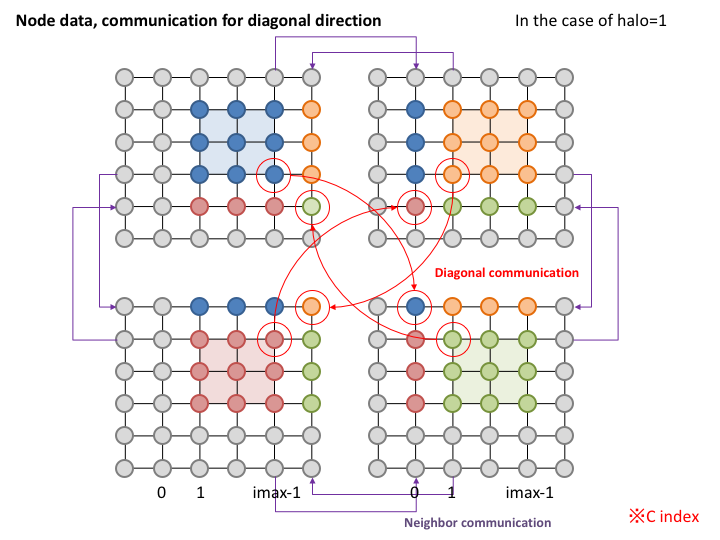 Node data, communication for diagonal direction
In the case of halo=1
Diagonal communication
0 1 imax-1
0 1 imax-1
Neighbor communication
※C index